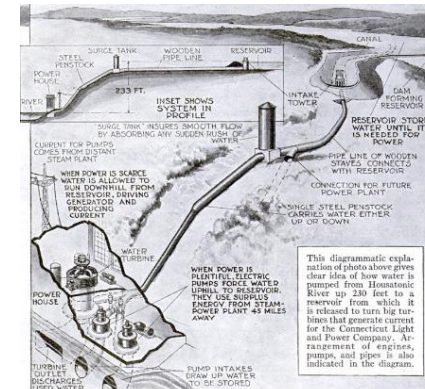 CANAL
SURGE TANK
WOODEN
PIPE LINE
RESERVOIR
STEEL
PENSTOCK
POWER
HOUSE
RIVER
233 FT.
INSET SHOWS
SYSTEM IN
PROFILE
INTAKE
TOWER
DAM
FORMING
RESERVOIR
RESERVOIR STOR
WATER UNTIL IT
IS NEEDED FOR
POWER
SURGE TANK INSURES SMOOTH FLOW
BY ABSORBING ANY SUDDEN RUSH OF
WATER
CURRENT FOR PUMPS
COMES FROM DISTANT
STEAM PLANT
PIPE LINE OF WOODEN
STAVES CONNECTS
WITH RESERVOIR
WHEN POWER IS SCARCE
WATER IS ALLOWED TO
RUN DOWNHILL FROM
RESERVOIR, DRIVING
GENERATOR AND
PRODUCING
CURRENT
CONNECTION FOR FUTURE
POWER PLANT
SINGLE STEEL PENSTOCK
CARRIES WATER EITHER
UP OR DOWN
WATER
TURBINE
WHEN POWER IS
PLENTIFUL, ELECTRIC
PUMPS FORCE WATER
UPHILL TO RESERVOIR.
THEY USE SURPLUS
ENERGY FROM STEAM-
POWER PLANT 45 MILES
AWAY
POWER
HOUSE
TURBINE
OUTLET
DISCHARGES
USED WATER
PUMP INTAKES
DRAW UP WATER
TO BE STORED
This diagrammatic expla-
nation of photo above gives
clear idea of how water is
pumped from Housatonic
River up 230 feet to a
reservoir from which it
is released to turn big tur-
bines that generate current
for the Connecticut Light
and Power Company. Ar-
rangement of engines,
pumps, and pipes is also
indicated in the diagram.